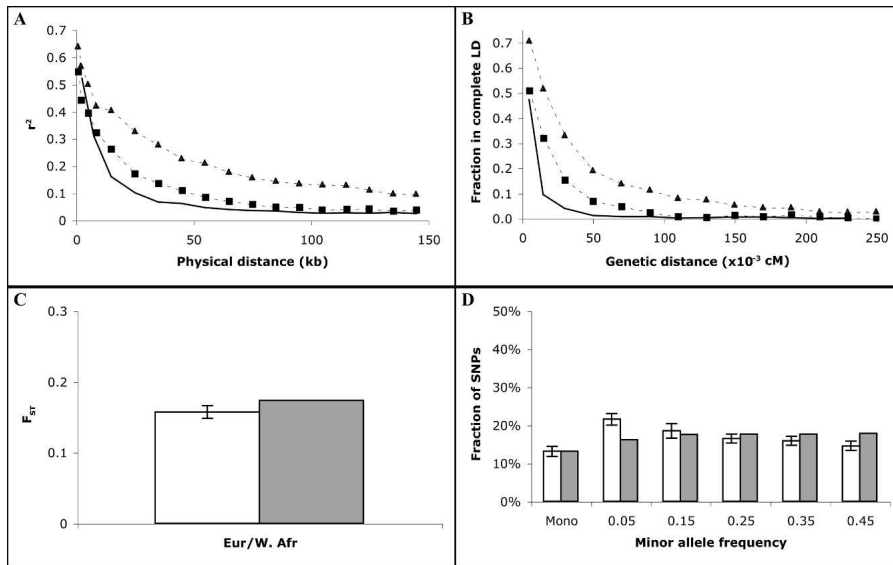 A
0.7
0.6
0.5
0.4
0.3
0.2
0.1
0
r²
0 50 100 150
Physical distance (kb)
B
0.7
0.6
0.5
0.4
0.3
0.2
0.1
0.0
Fraction in complete LD
0 50 100 150 200 250
Genetic distance (x10⁻³ cM)
C
0.3
0.2
0.1
0
F_ST
Eur/W. Afr
D
50%
40%
30%
20%
10%
0%
Fraction of SNPs
Mono 0.05 0.15 0.25 0.35 0.45
Minor allele frequency